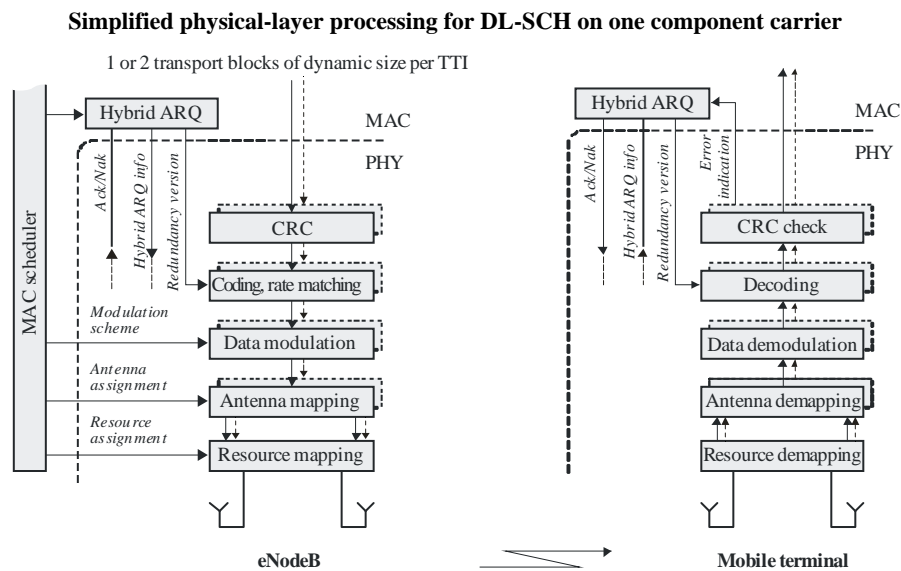 Simplified physical-layer processing for DL-SCH on one component carrier
1 or 2 transport blocks of dynamic size per TTI
MAC scheduler
Hybrid ARQ
MAC
PHY
Ack/Nak
Hybrid ARQ info
Redundancy version
CRC
Coding, rate matching
Modulation
scheme
Data modulation
Antenna
assignment
Antenna mapping
Resource
assignment
Resource mapping
eNodeB
Hybrid ARQ
MAC
PHY
Ack/Nak
Hybrid ARQ info
Redundancy version
Error
indication
CRC check
Decoding
Data demodulation
Antenna demapping
Resource demapping
Mobile terminal